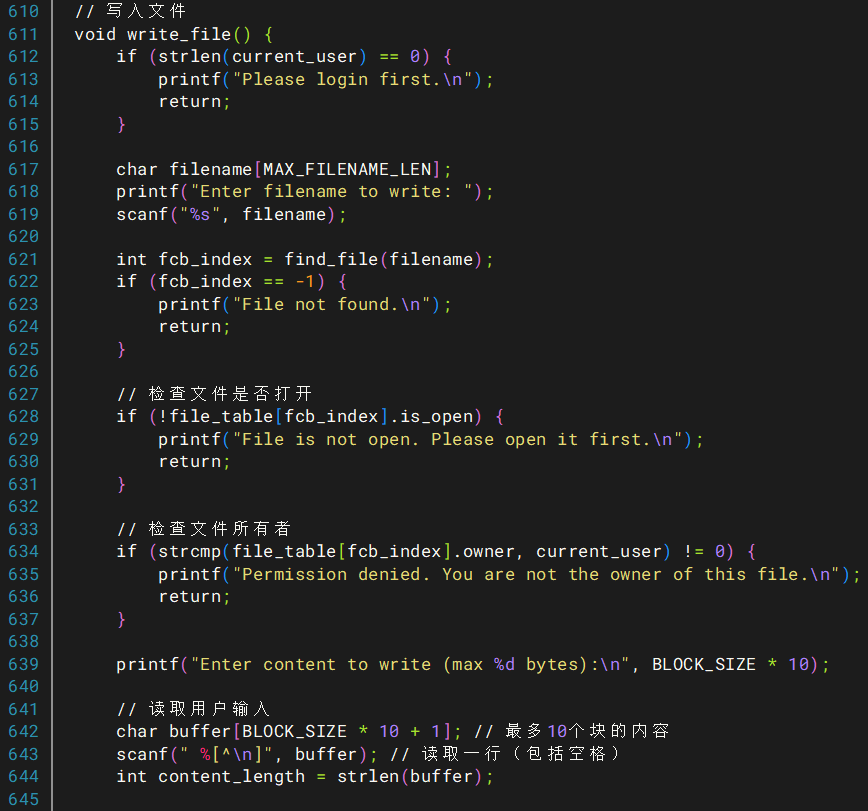 610 // 写入文件
611 void write_file() {
612     if (strlen(current_user) == 0) {
613         printf("Please login first.\n");
614         return;
615     }
616
617     char filename[MAX_FILENAME_LEN];
618     printf("Enter filename to write: ");
619     scanf("%s", filename);
620
621     int fcb_index = find_file(filename);
622     if (fcb_index == -1) {
623         printf("File not found.\n");
624         return;
625     }
626
627     // 检查文件是否打开
628     if (!file_table[fcb_index].is_open) {
629         printf("File is not open. Please open it first.\n");
630         return;
631     }
632
633     // 检查文件所有者
634     if (strcmp(file_table[fcb_index].owner, current_user) != 0) {
635         printf("Permission denied. You are not the owner of this file.\n");
636         return;
637     }
638
639     printf("Enter content to write (max %d bytes):\n", BLOCK_SIZE * 10);
640
641     // 读取用户输入
642     char buffer[BLOCK_SIZE * 10 + 1]; // 最多10个块的内容
643     scanf(" %[^\n]", buffer); // 读取一行（包括空格）
644     int content_length = strlen(buffer);
645